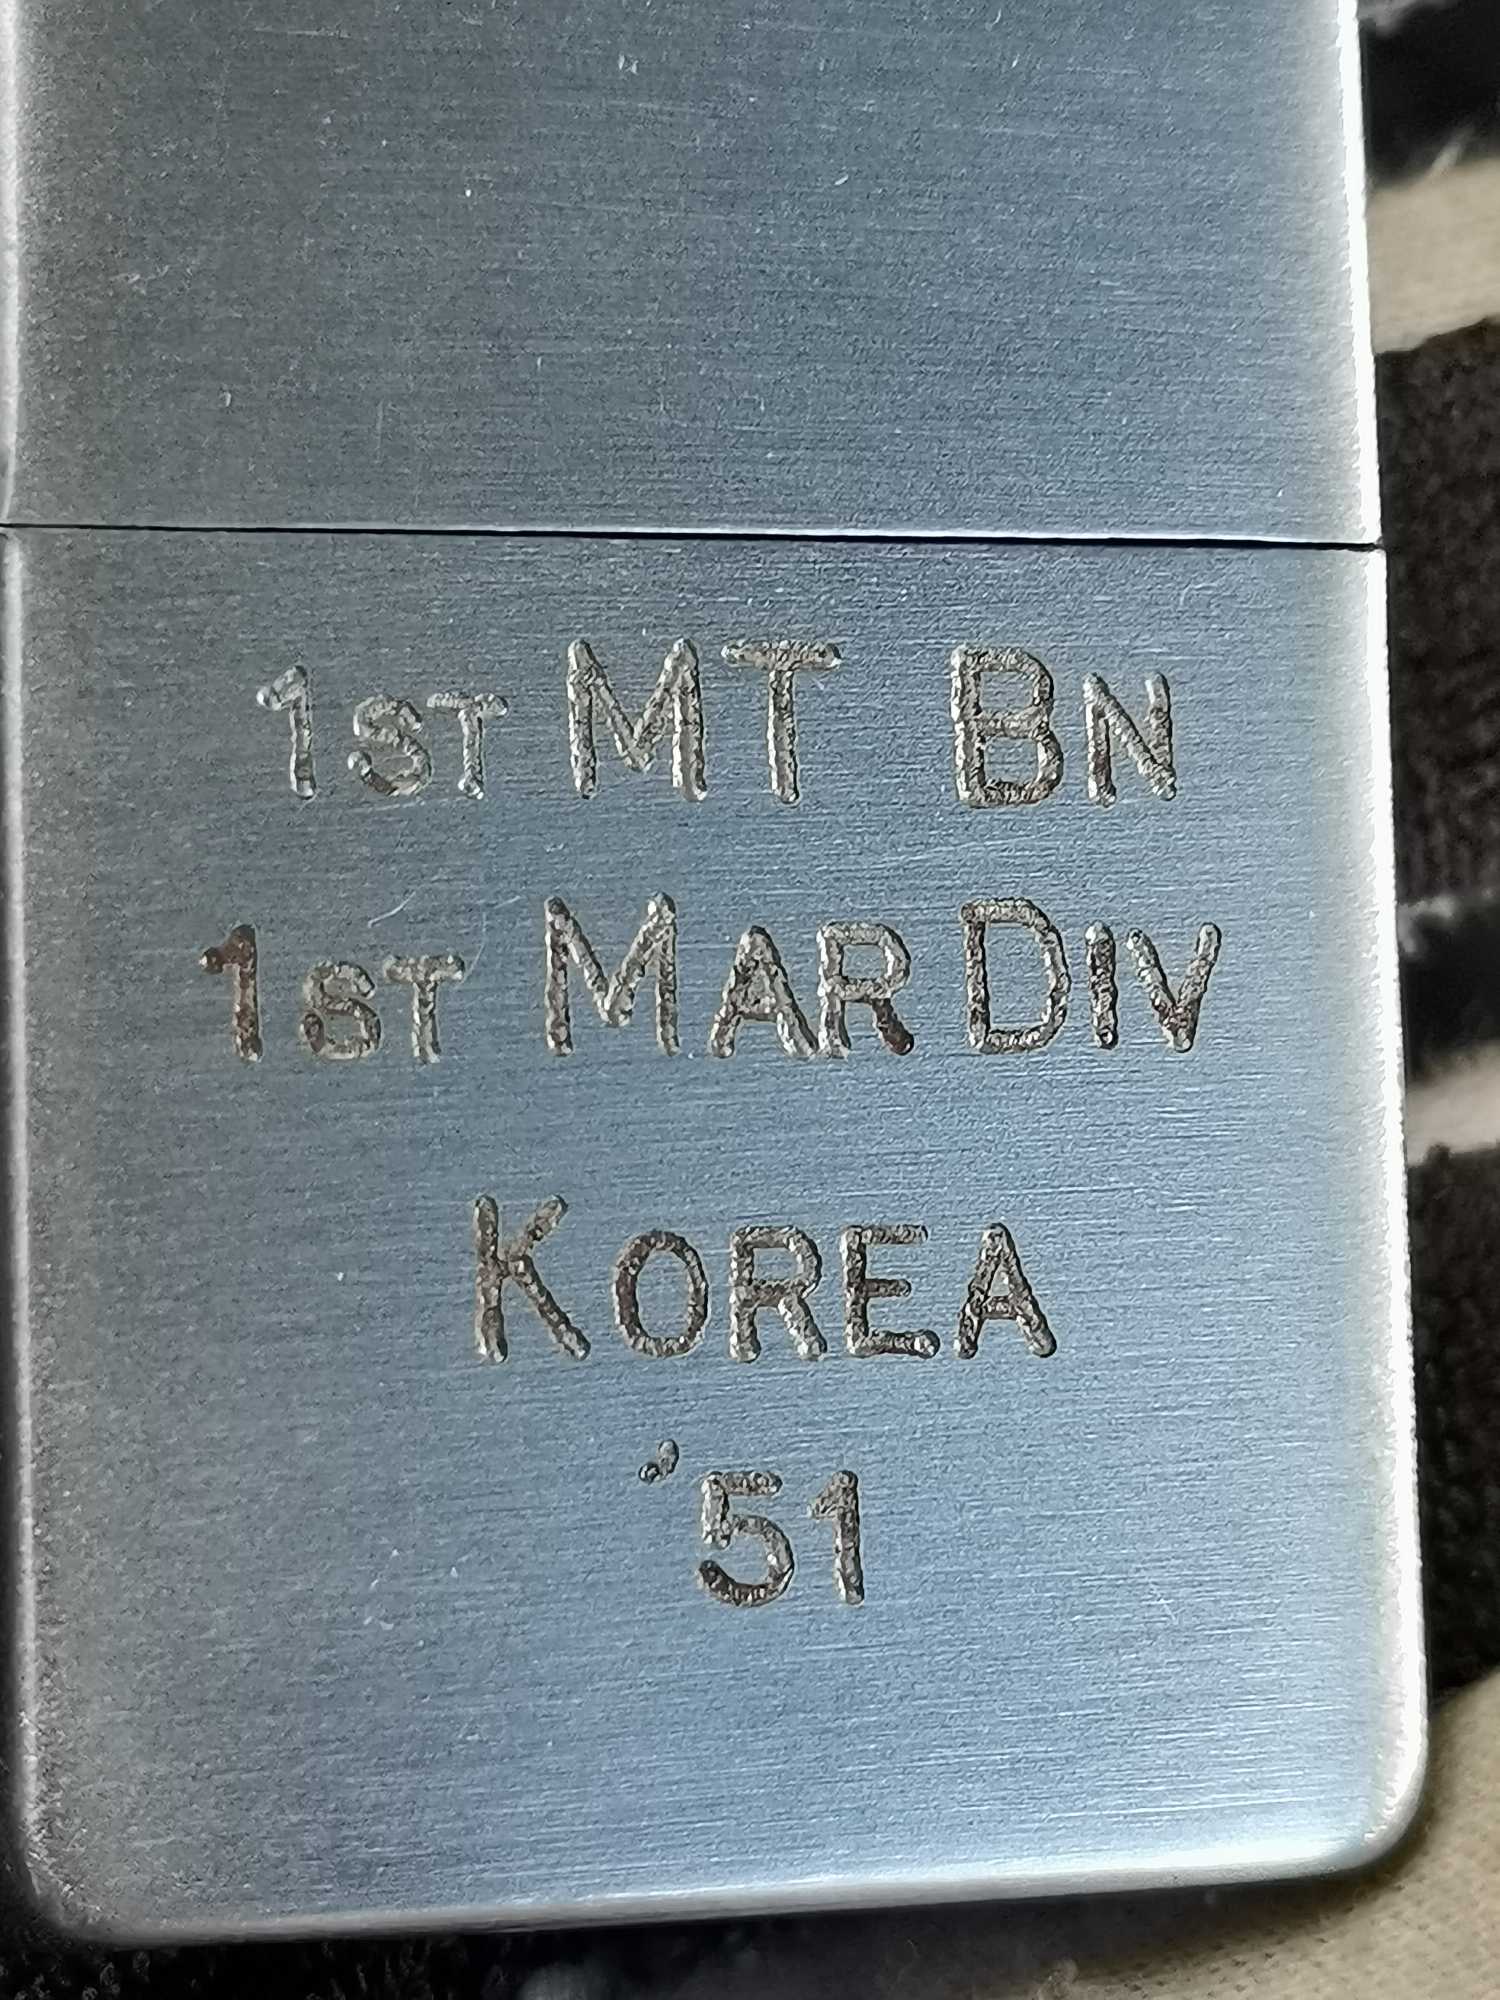 1ST MT BN
1ST MAR DIV
KOREA
'51